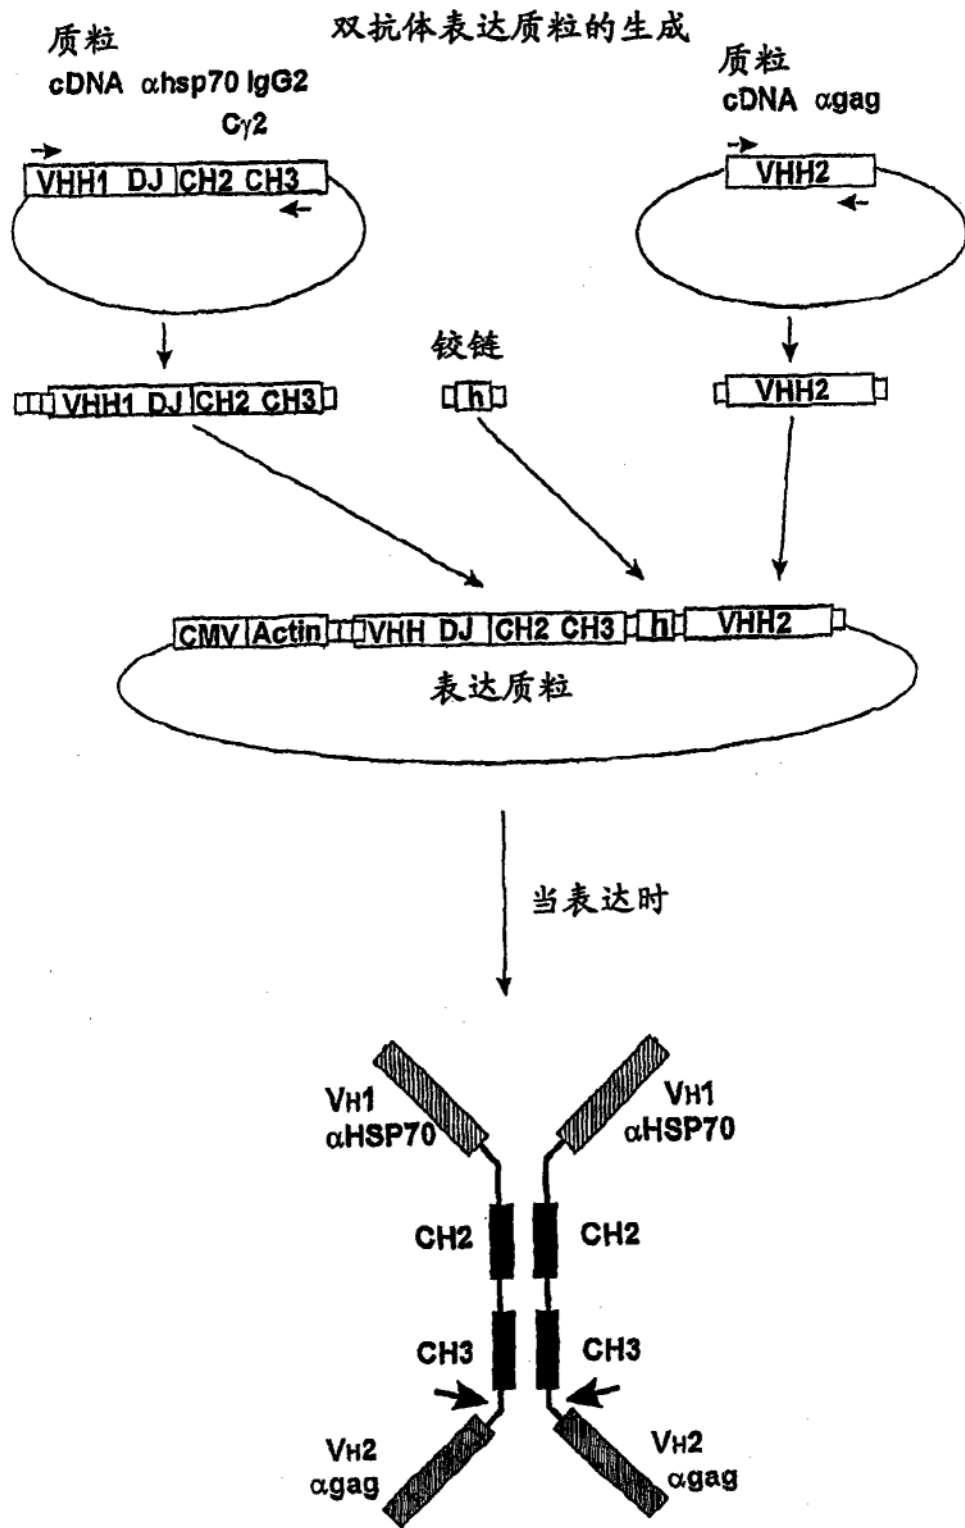 双抗体表达质粒的生成
质粒
cDNA αhsp70 IgG2
Cγ2
VHH1 DJ CH2 CH3
质粒
cDNA αgag
VHH2
铰链
VHH1 DJ CH2 CH3
h
VHH2
CMV Actin VHH DJ CH2 CH3 h VHH2
表达质粒
当表达时
VH1
αHSP70
VH1
αHSP70
CH2
CH2
CH3
CH3
VH2
αgag
VH2
αgag